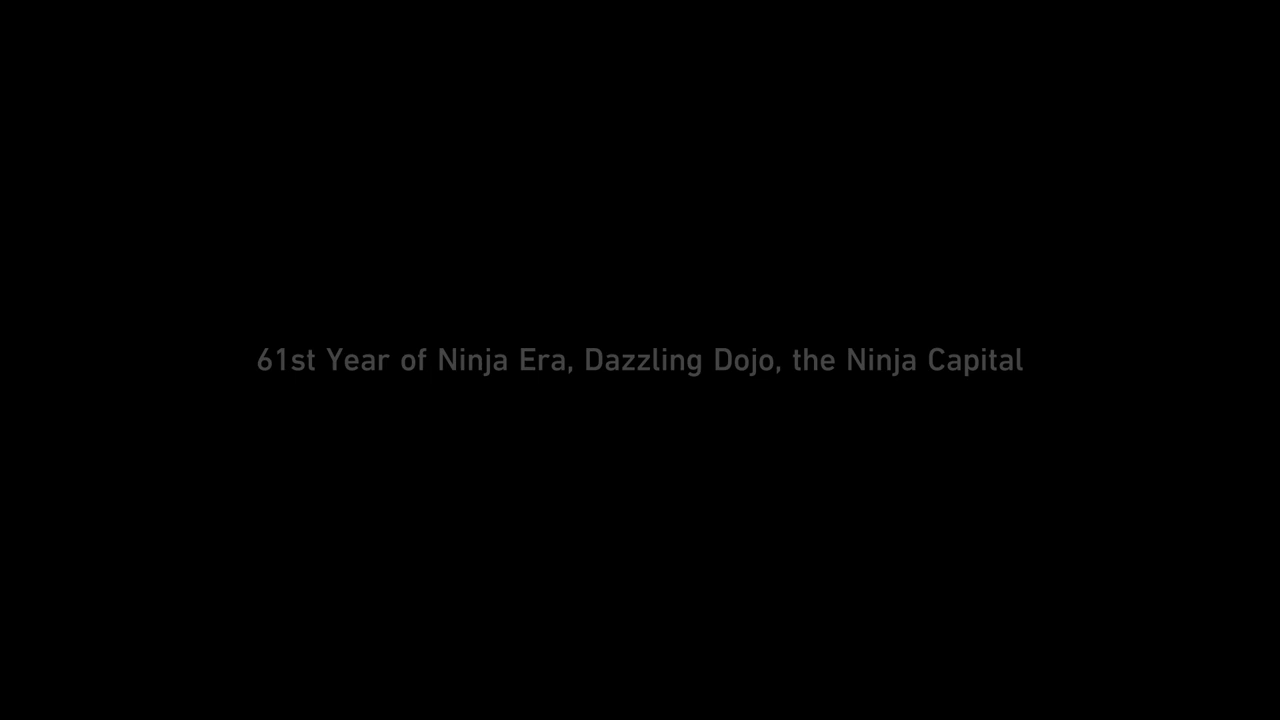 61st Year of Ninja Era, Dazzling Dojo, the Ninja Capital